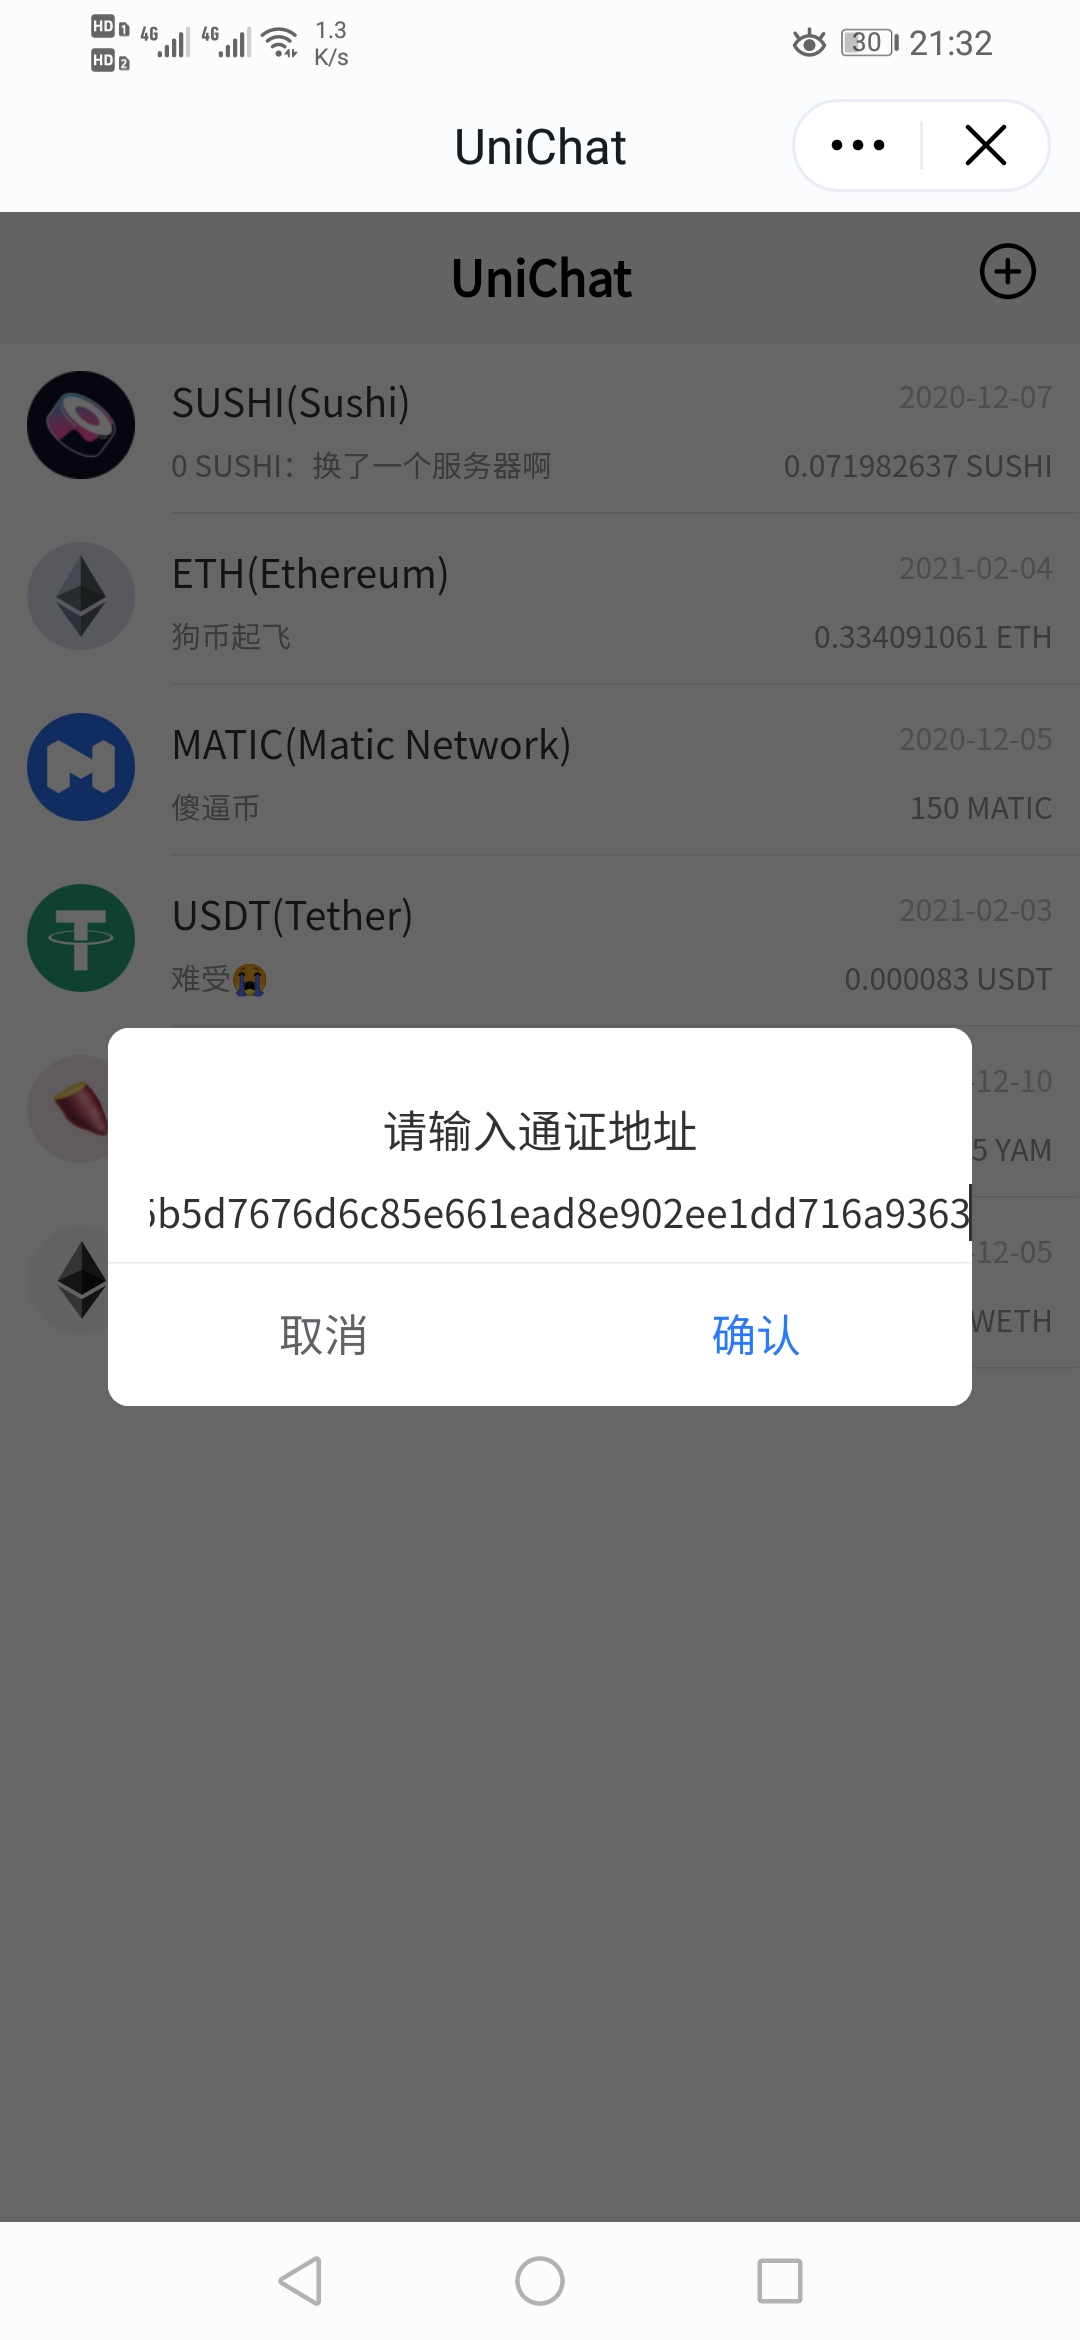 HD 1 4G 4G 1.3 K/s 30 21:32
HD 2
UniChat
UniChat
SUSHI(Sushi) 2020-12-07
0 SUSHI：换了一个服务器啊 0.071982637 SUSHI
ETH(Ethereum) 2021-02-04
狗币起飞 0.334091061 ETH
MATIC(Matic Network) 2020-12-05
傻逼币 150 MATIC
USDT(Tether) 2021-02-03
难受😭 0.000083 USDT
-12-10
请输入通证地址
5 YAM
b5d7676d6c85e661ead8e902ee1dd716a9363
-12-05
取消 确认
WETH